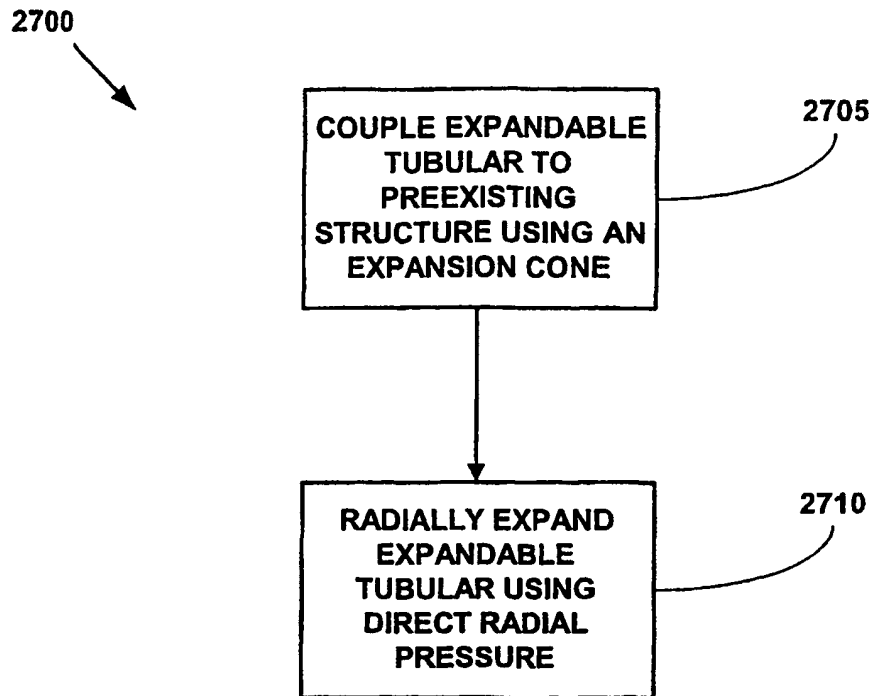 2700
COUPLE EXPANDABLE
TUBULAR TO
PREEXISTING
STRUCTURE USING AN
EXPANSION CONE
2705
RADIALLY EXPAND
EXPANDABLE
TUBULAR USING
DIRECT RADIAL
PRESSURE
2710